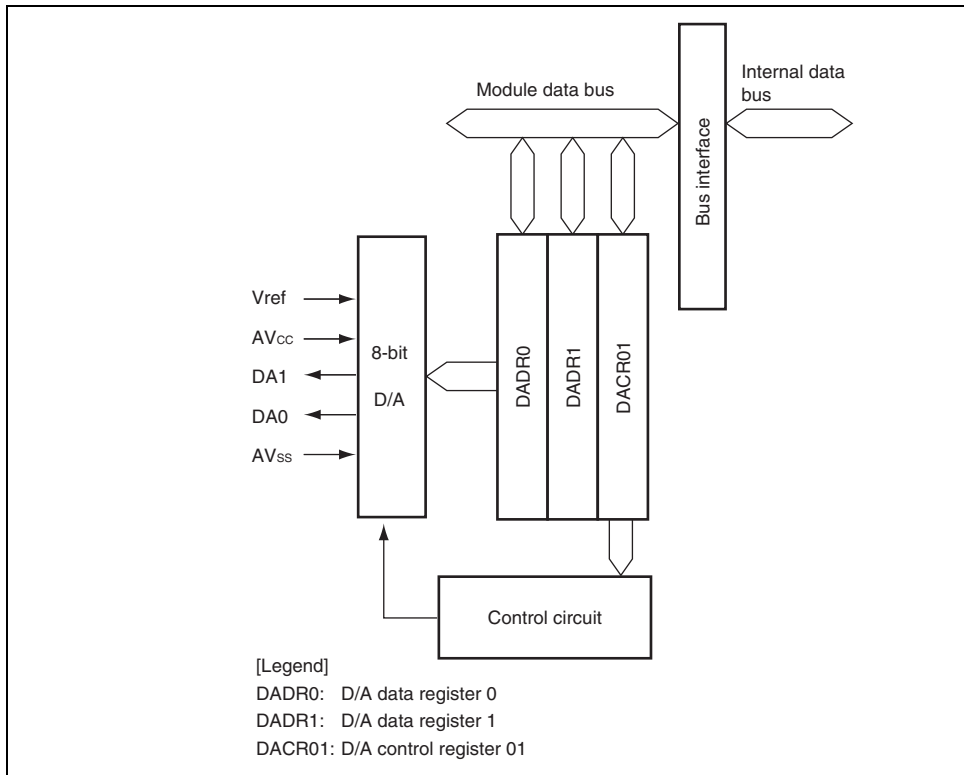 Module data bus
Internal data
bus
Bus interface
Vref
AVCC
DA1
DA0
AVSS
8-bit
D/A
DADR0
DADR1
DACR01
Control circuit
[Legend]
DADR0: D/A data register 0
DADR1: D/A data register 1
DACR01: D/A control register 01